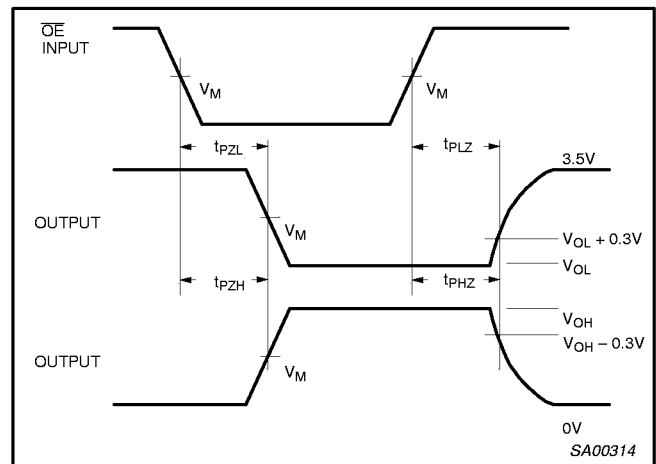 OE
INPUT
VM
VM
tPZL
tPLZ
3.5V
OUTPUT
VM
VOL + 0.3V
VOL
tPZH
tPHZ
VOH
VOH − 0.3V
OUTPUT
VM
0V
SA00314